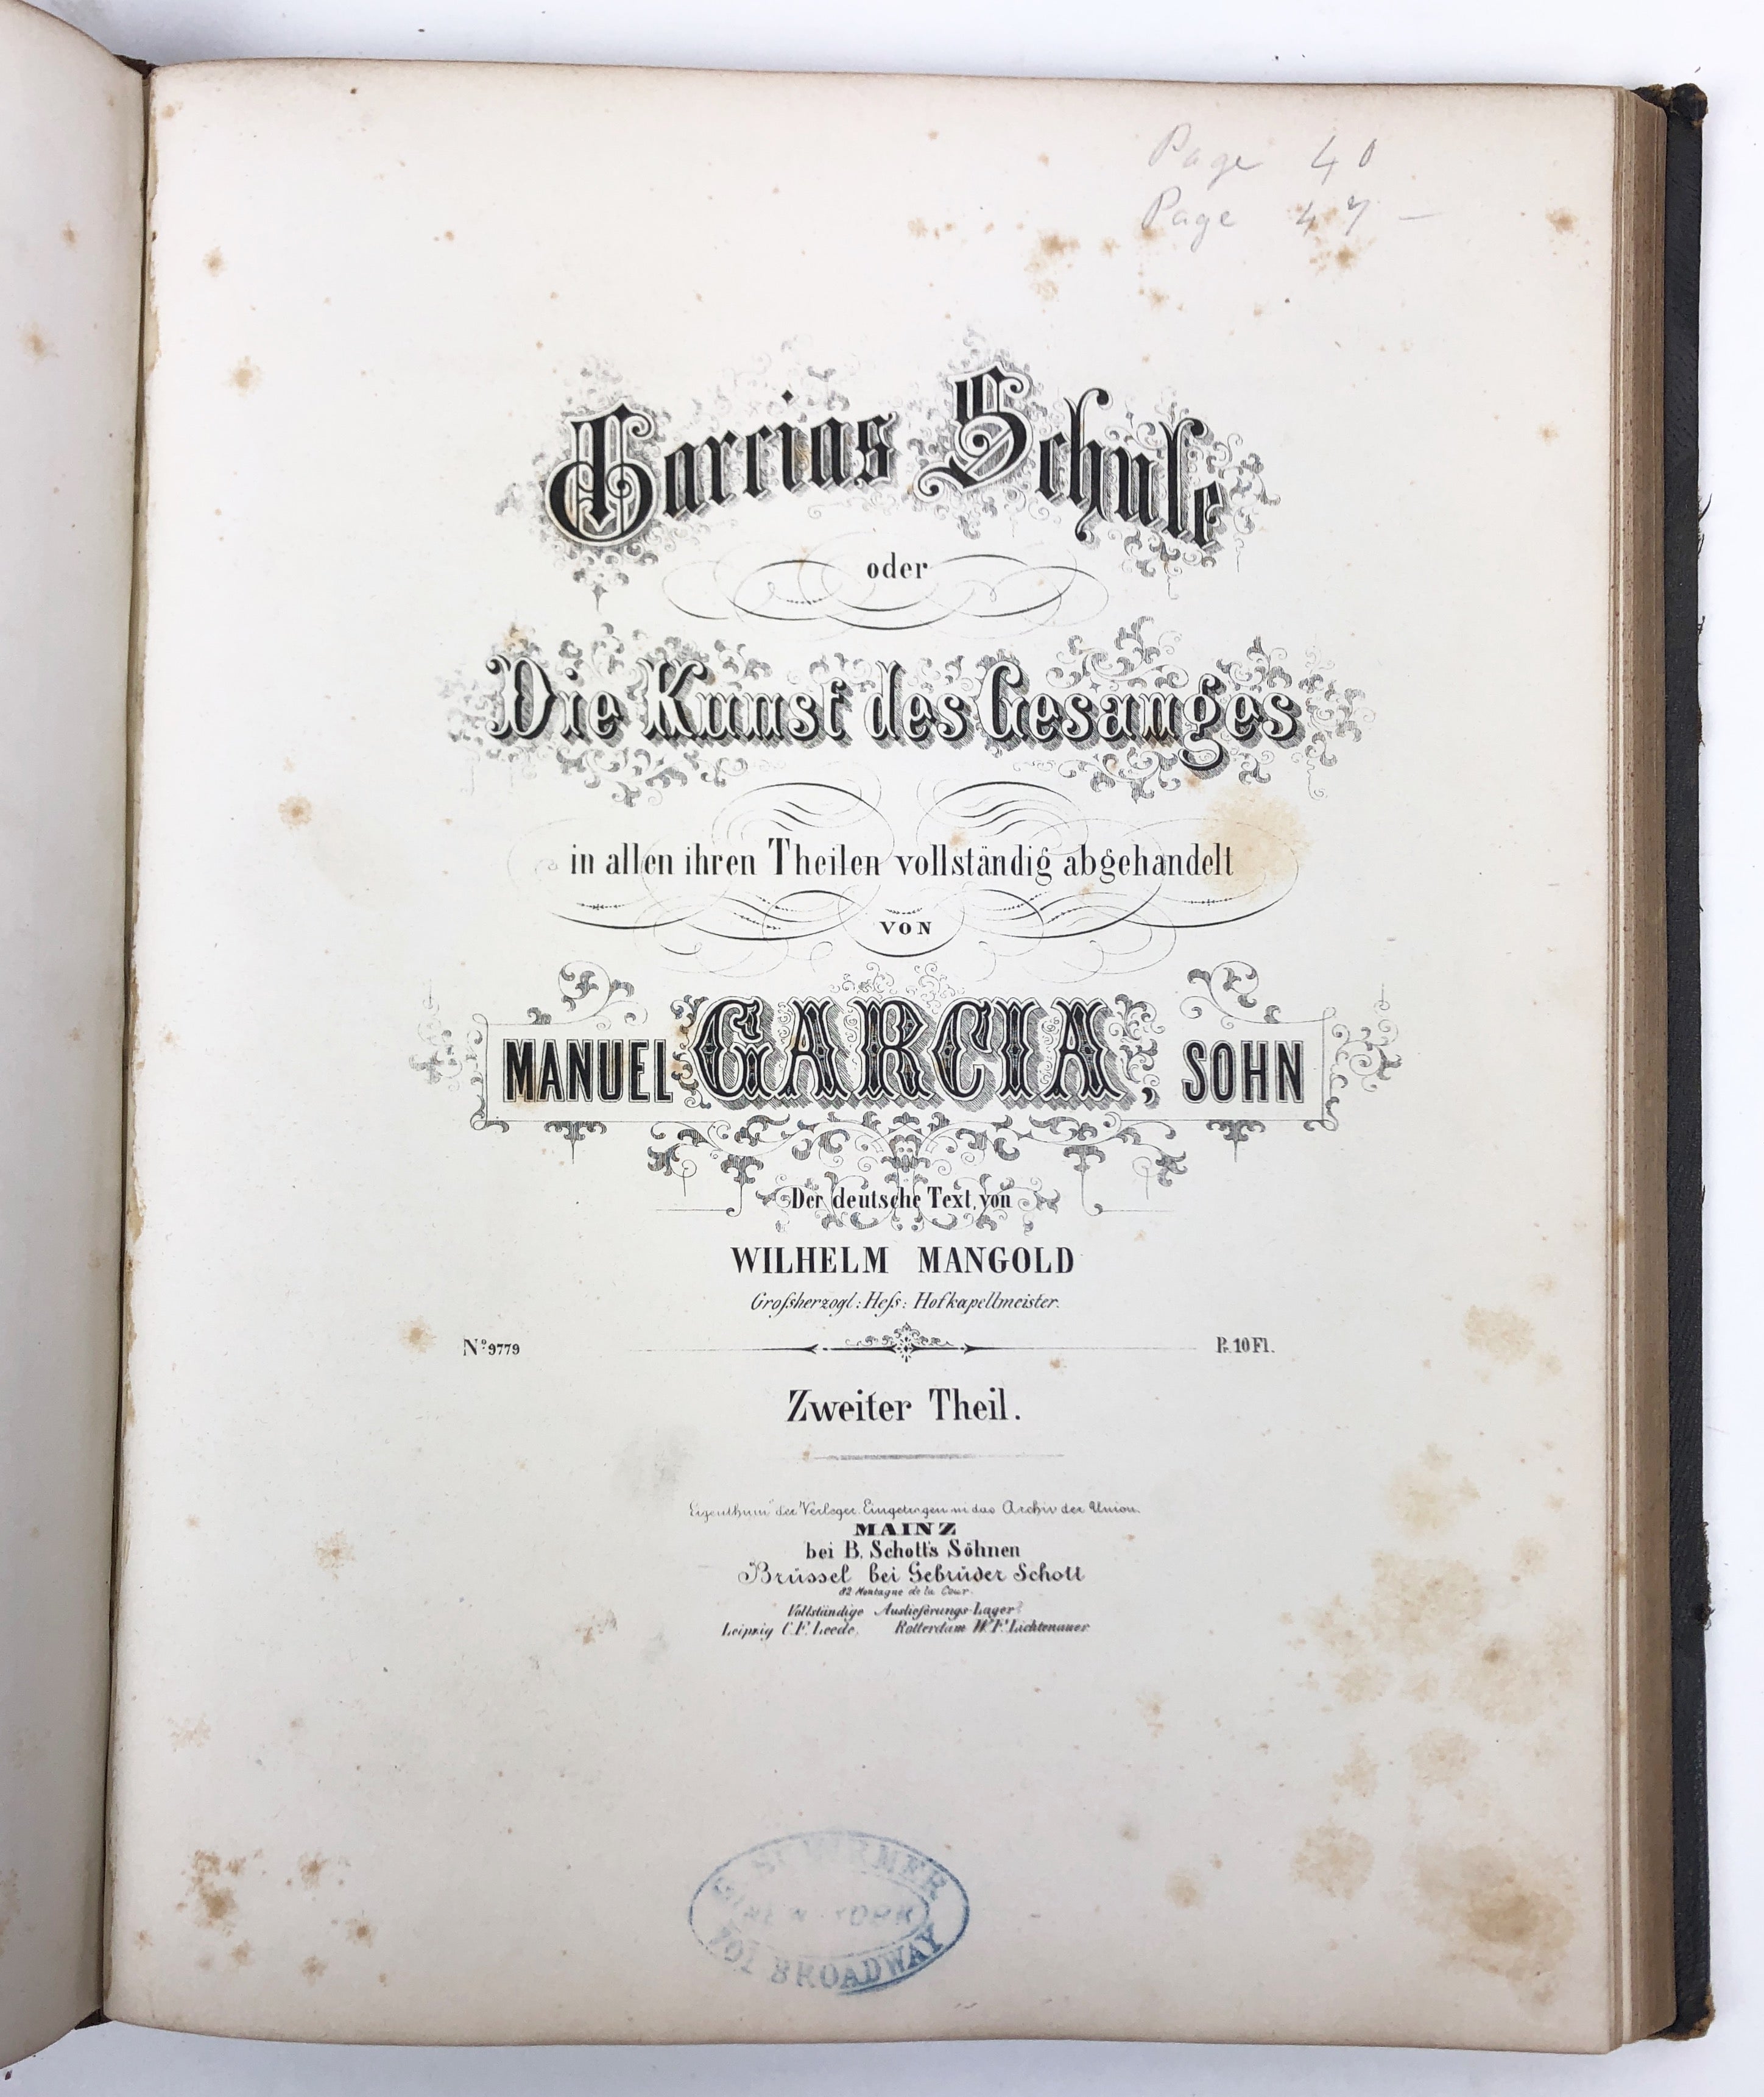 Page 40
Page 47 —
Garcias Schule
oder
Die Kunst des Gesanges
in allen ihren Theilen vollständig abgehandelt
VON
MANUEL GARCIA, SOHN
Der deutsche Text von
WILHELM MANGOLD
Großherzogl: Heß: Hofkapellmeister.
No. 9779
Pr. 10 Fl.
Zweiter Theil.
Eigenthum der Verleger. Eingetragen in das Archiv der Union.
MAINZ
bei B. Schott's Söhnen
Brüssel bei Gebrüder Schott
82 Montagne de la Cour.
Vollständige Auslieferungs-Lager:
Leipzig C. F. Leede, Rotterdam W. F. Lichtenauer
G. SCHIRMER
NEW-YORK
701 BROADWAY